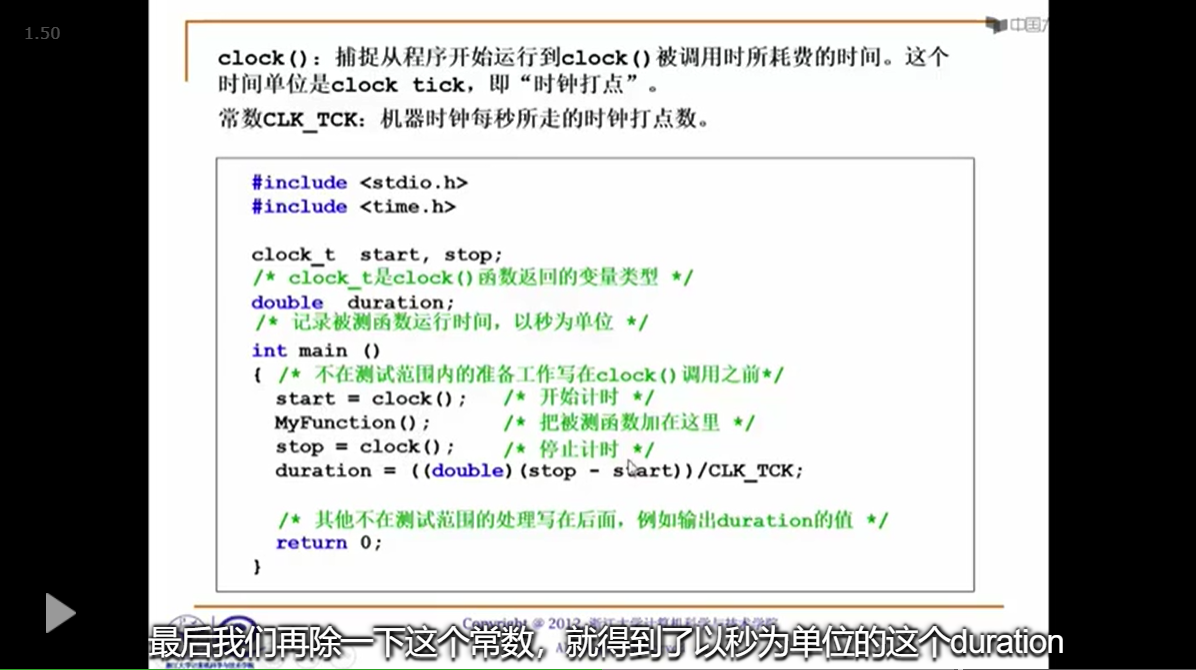 1.50
中国
clock(): 捕捉从程序开始运行到clock()被调用时所耗费的时间。这个
时间单位是clock tick，即“时钟打点”。
常数CLK_TCK: 机器时钟每秒所走的时钟打点数。
#include <stdio.h>
#include <time.h>
clock_t  start, stop;
/* clock_t是clock()函数返回的变量类型 */
double  duration;
/* 记录被测函数运行时间，以秒为单位 */
int main ()
{ /* 不在测试范围内的准备工作写在clock()调用之前*/
start = clock();   /* 开始计时 */
MyFunction();      /* 把被测函数加在这里 */
stop = clock();    /* 停止计时 */
duration = ((double)(stop - start))/CLK_TCK;
/* 其他不在测试范围的处理写在后面，例如输出duration的值 */
return 0;
}
Copyright @ 2012 浙江大学计算机科学与技术学院
最后我们再除一下这个常数，就得到了以秒为单位的这个duration